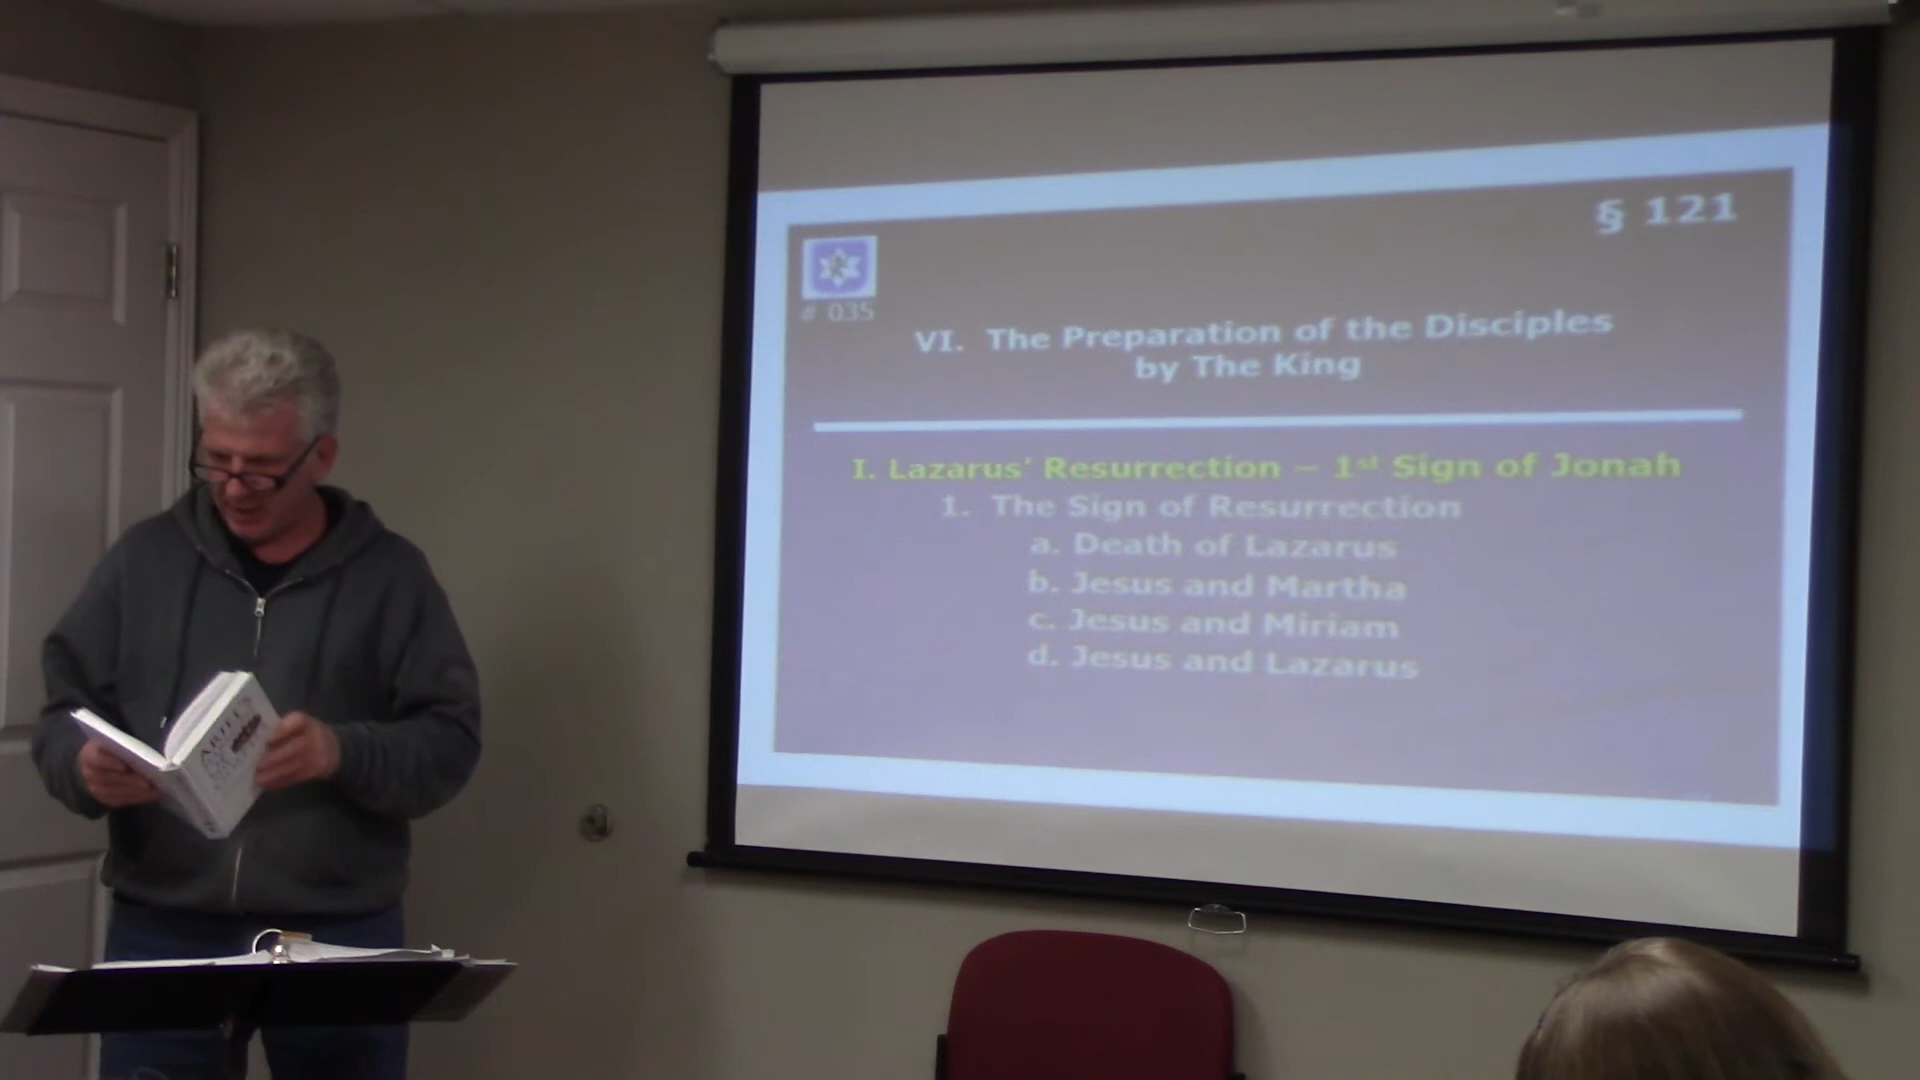 § 121
# 035
VI. The Preparation of the Disciples
by The King
I. Lazarus’ Resurrection – 1st Sign of Jonah
1. The Sign of Resurrection
a. Death of Lazarus
b. Jesus and Martha
c. Jesus and Miriam
d. Jesus and Lazarus
ARIEL'S